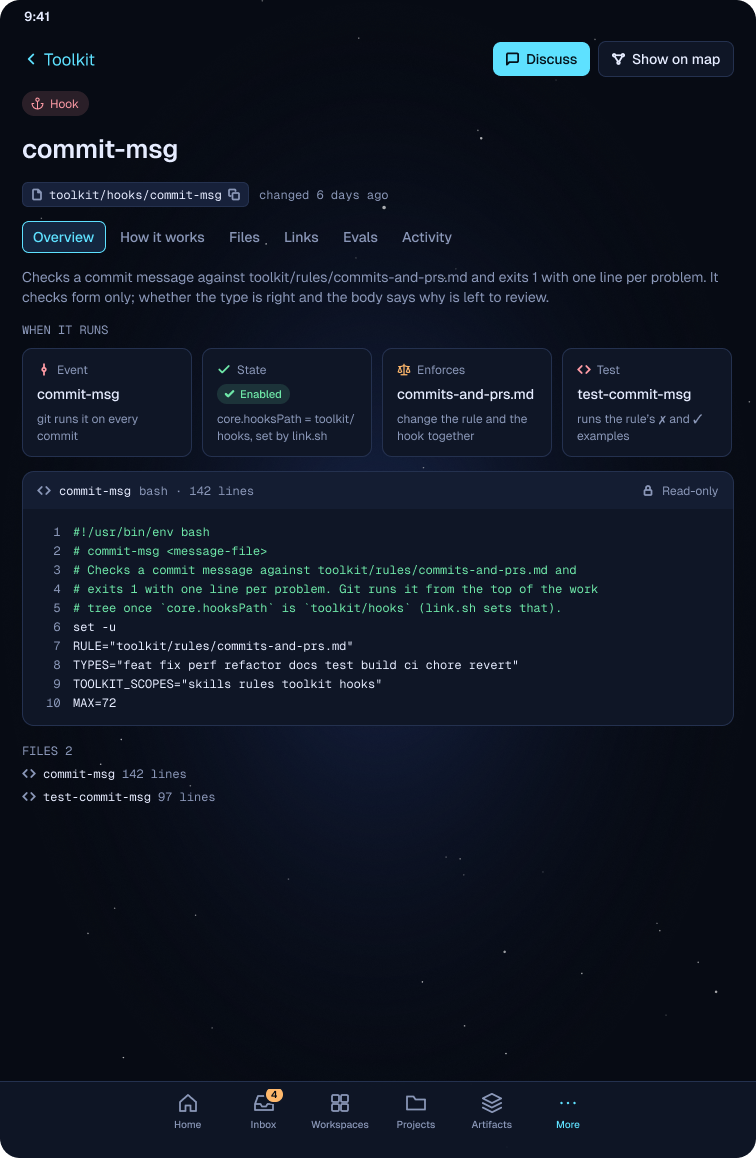 9:41
Toolkit
Discuss
Show on map
Hook
commit-msg
toolkit/hooks/commit-msg
changed 6 days ago
Overview
How it works
Files
Links
Evals
Activity
Checks a commit message against toolkit/rules/commits-and-prs.md and exits 1 with one line per problem. It
checks form only; whether the type is right and the body says why is left to review.
WHEN IT RUNS
Event
commit-msg
git runs it on every
commit
State
Enabled
core.hooksPath = toolkit/
hooks, set by link.sh
Enforces
commits-and-prs.md
change the rule and the
hook together
Test
test-commit-msg
runs the rule's ✗ and ✓
examples
commit-msg bash · 142 lines
Read-only
1 #!/usr/bin/env bash
2 # commit-msg <message-file>
3 # Checks a commit message against toolkit/rules/commits-and-prs.md and
4 # exits 1 with one line per problem. Git runs it from the top of the work
5 # tree once `core.hooksPath` is `toolkit/hooks` (link.sh sets that).
6 set -u
7 RULE="toolkit/rules/commits-and-prs.md"
8 TYPES="feat fix perf refactor docs test build ci chore revert"
9 TOOLKIT_SCOPES="skills rules toolkit hooks"
10 MAX=72
FILES 2
commit-msg 142 lines
test-commit-msg 97 lines
Home
4
Inbox
Workspaces
Projects
Artifacts
More